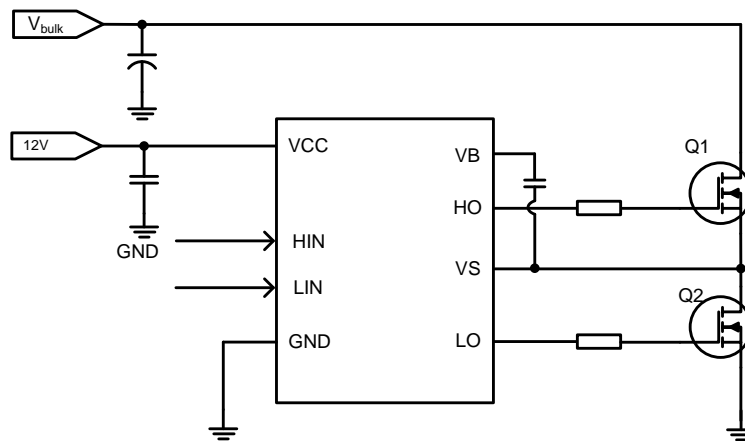 Vbulk
12V
VCC
VB
Q1
HO
HIN
GND
VS
LIN
Q2
GND
LO